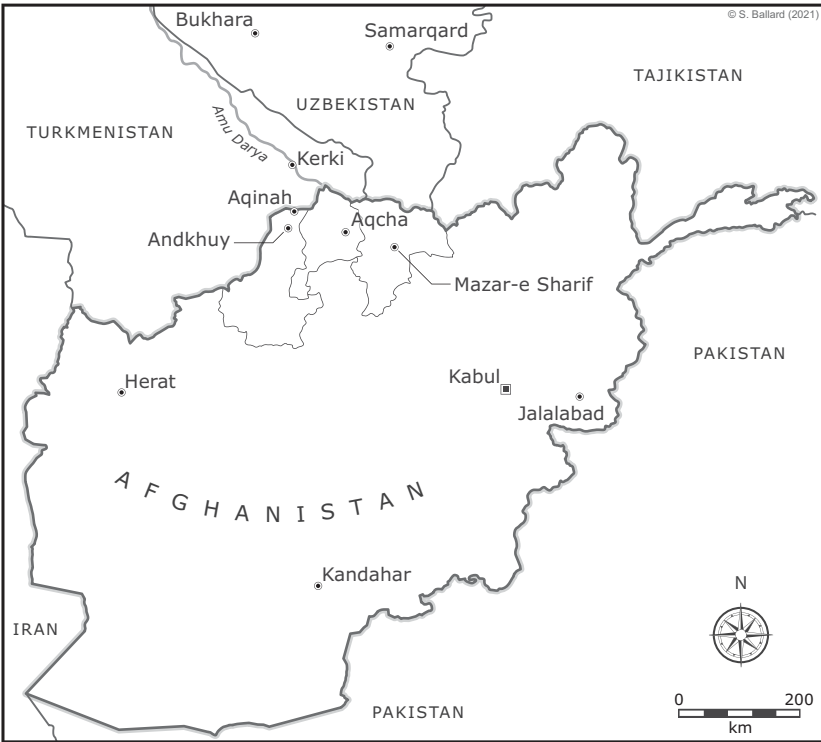 © S. Ballard (2021)
Bukhara
Samarqard
TAJIKISTAN
UZBEKISTAN
TURKMENISTAN
Amu Darya
Kerki
Aqinah
Aqcha
Andkhuy
Mazar-e Sharif
PAKISTAN
Herat
Kabul
Jalalabad
AFGHANISTAN
Kandahar
N
IRAN
0 200
km
PAKISTAN